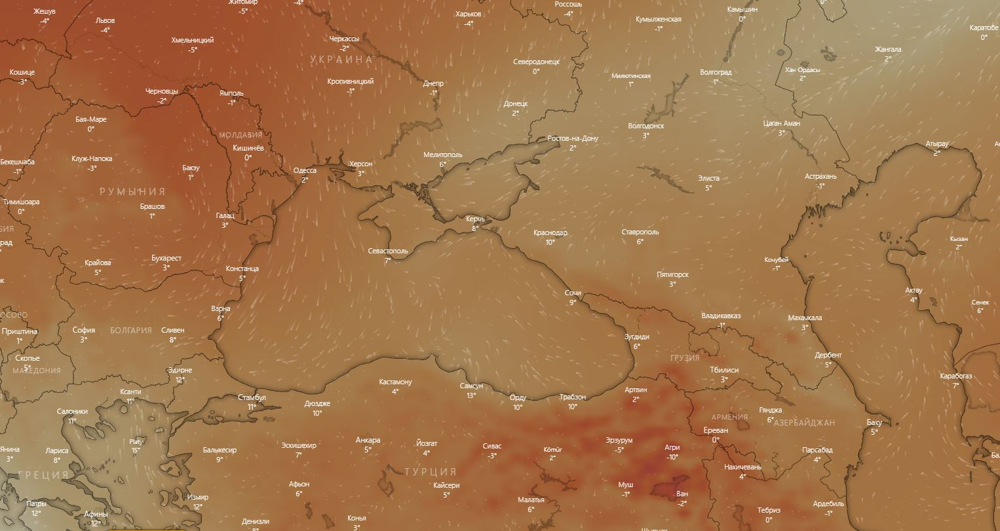 Житомир
-5°
-4°
Россошь
-4°
0°
Жешув
-4°
Львов
-4°
Харьков
-4°
Кумылженская
-1°
Камышин
0°
Каратобе
0°
Хмельницкий
-5°
Черкассы
-2°
УКРАИНА
Северодонецк
0°
Жангала
2°
Кошице
-3°
Кропивницкий
-1°
Днепр
-1°
Милютинская
1°
Волгоград
1°
Хан Ордасы
2°
Черновцы
-2°
Ямполь
-1°
Донецк
2°
Бая-Маре
0°
МОЛДАВИЯ
Волгодонск
3°
Цаган Аман
3°
Кишинёв
0°
Ростов-на-Дону
2°
Атырау
2°
Бекешчаба
-1°
Клуж-Напока
-3°
Бакэу
1°
Одесса
2°
Херсон
3°
Мелитополь
6°
Элиста
5°
Астрахань
-1°
РУМЫНИЯ
Тимишоара
0°
Брашов
1°
Галац
3°
Керчь
8°
Краснодар
10°
Ставрополь
6°
Кызан
2°
БИЯ
рад
Севастополь
7°
Крайова
5°
Бухарест
3°
Констанца
5°
Кочубей
-1°
Пятигорск
3°
Сочи
9°
Актау
4°
Сенек
6°
Варна
6°
Владикавказ
-1°
Махачкала
3°
ОССОВО
Приштина
1°
София
3°
БОЛГАРИЯ
Сливен
8°
Зугдиди
6°
Скопье
5°
МАКЕДОНИЯ
Эдирне
12°
ГРУЗИЯ
Дербент
5°
Тбилиси
3°
Карабогаз
7°
Ксанти
11°
Стамбул
11°
Дюздже
10°
Кастамону
4°
Самсун
13°
Орду
10°
Трабзон
10°
Артвин
2°
Салоники
11°
Гянджа
6°
АРМЕНИЯ
АЗЕРБАЙДЖАН
Баку
5°
Ереван
0°
Янина
3°
Лариса
8°
Platy
15°
Балыкесир
9°
Эскишехир
7°
Анкара
5°
Йозгат
4°
Сивас
-3°
Kömür
2°
Эрзурум
-5°
Агри
-10°
Парсабад
4°
ГРЕЦИЯ
ТУРЦИЯ
Нахичевань
4°
Афьон
6°
Кайсери
5°
Муш
-1°
Ван
-2°
Патры
12°
Афины
12°
Измир
12°
Малатья
6°
Тебриз
0°
Ардебиль
-1°
Денизли
8°
Конья
3°